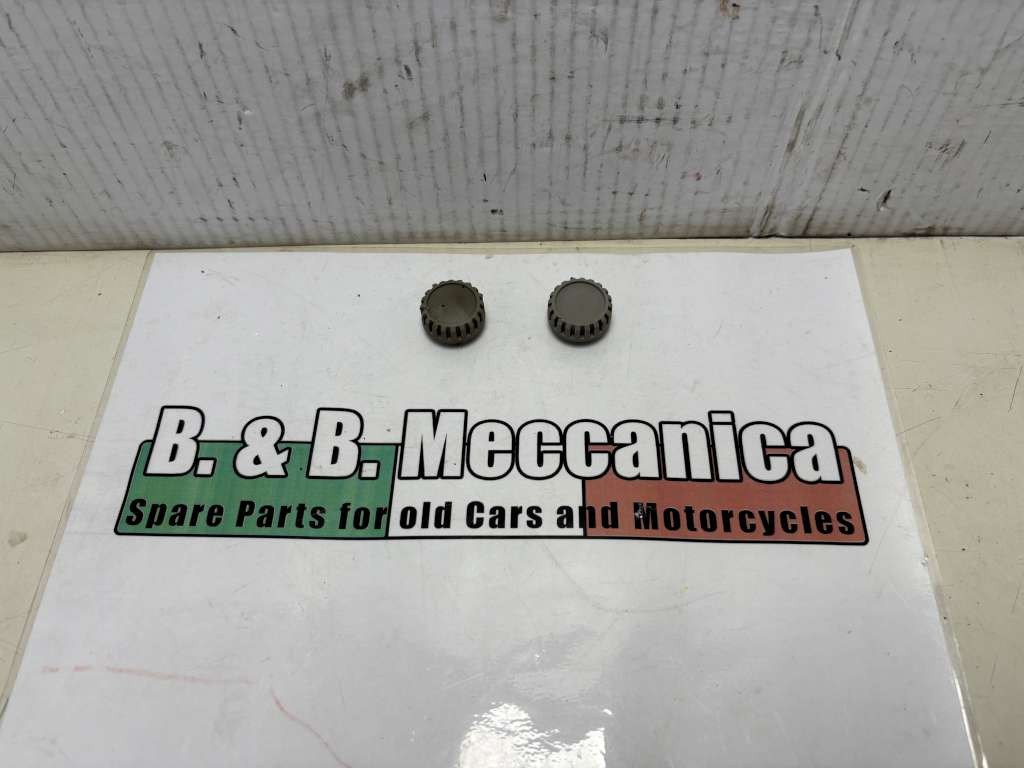 B. & B. Meccanica
Spare Parts for old Cars and Motorcycles